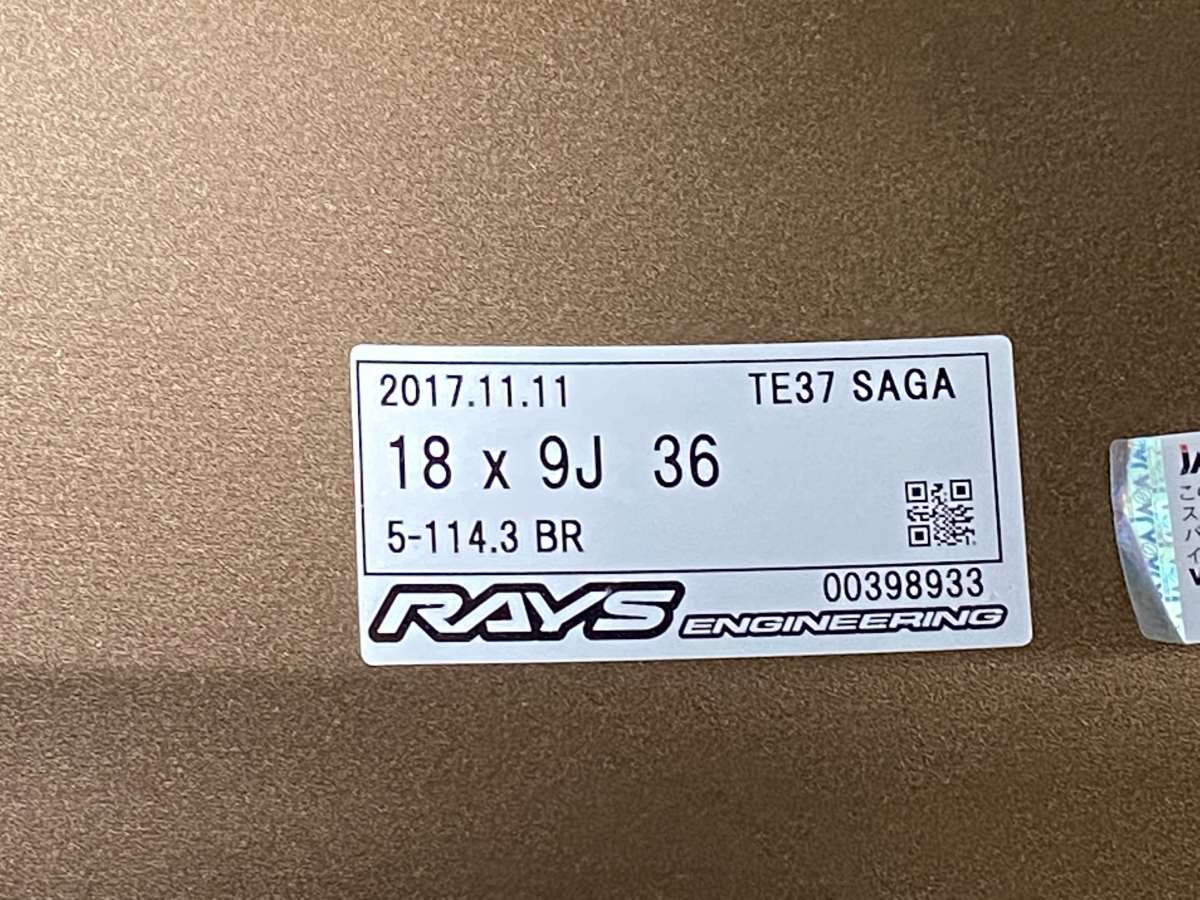 2017.11.11 TE37 SAGA
18 x 9J 36
5-114.3 BR
00398933
RAYS ENGINEERING